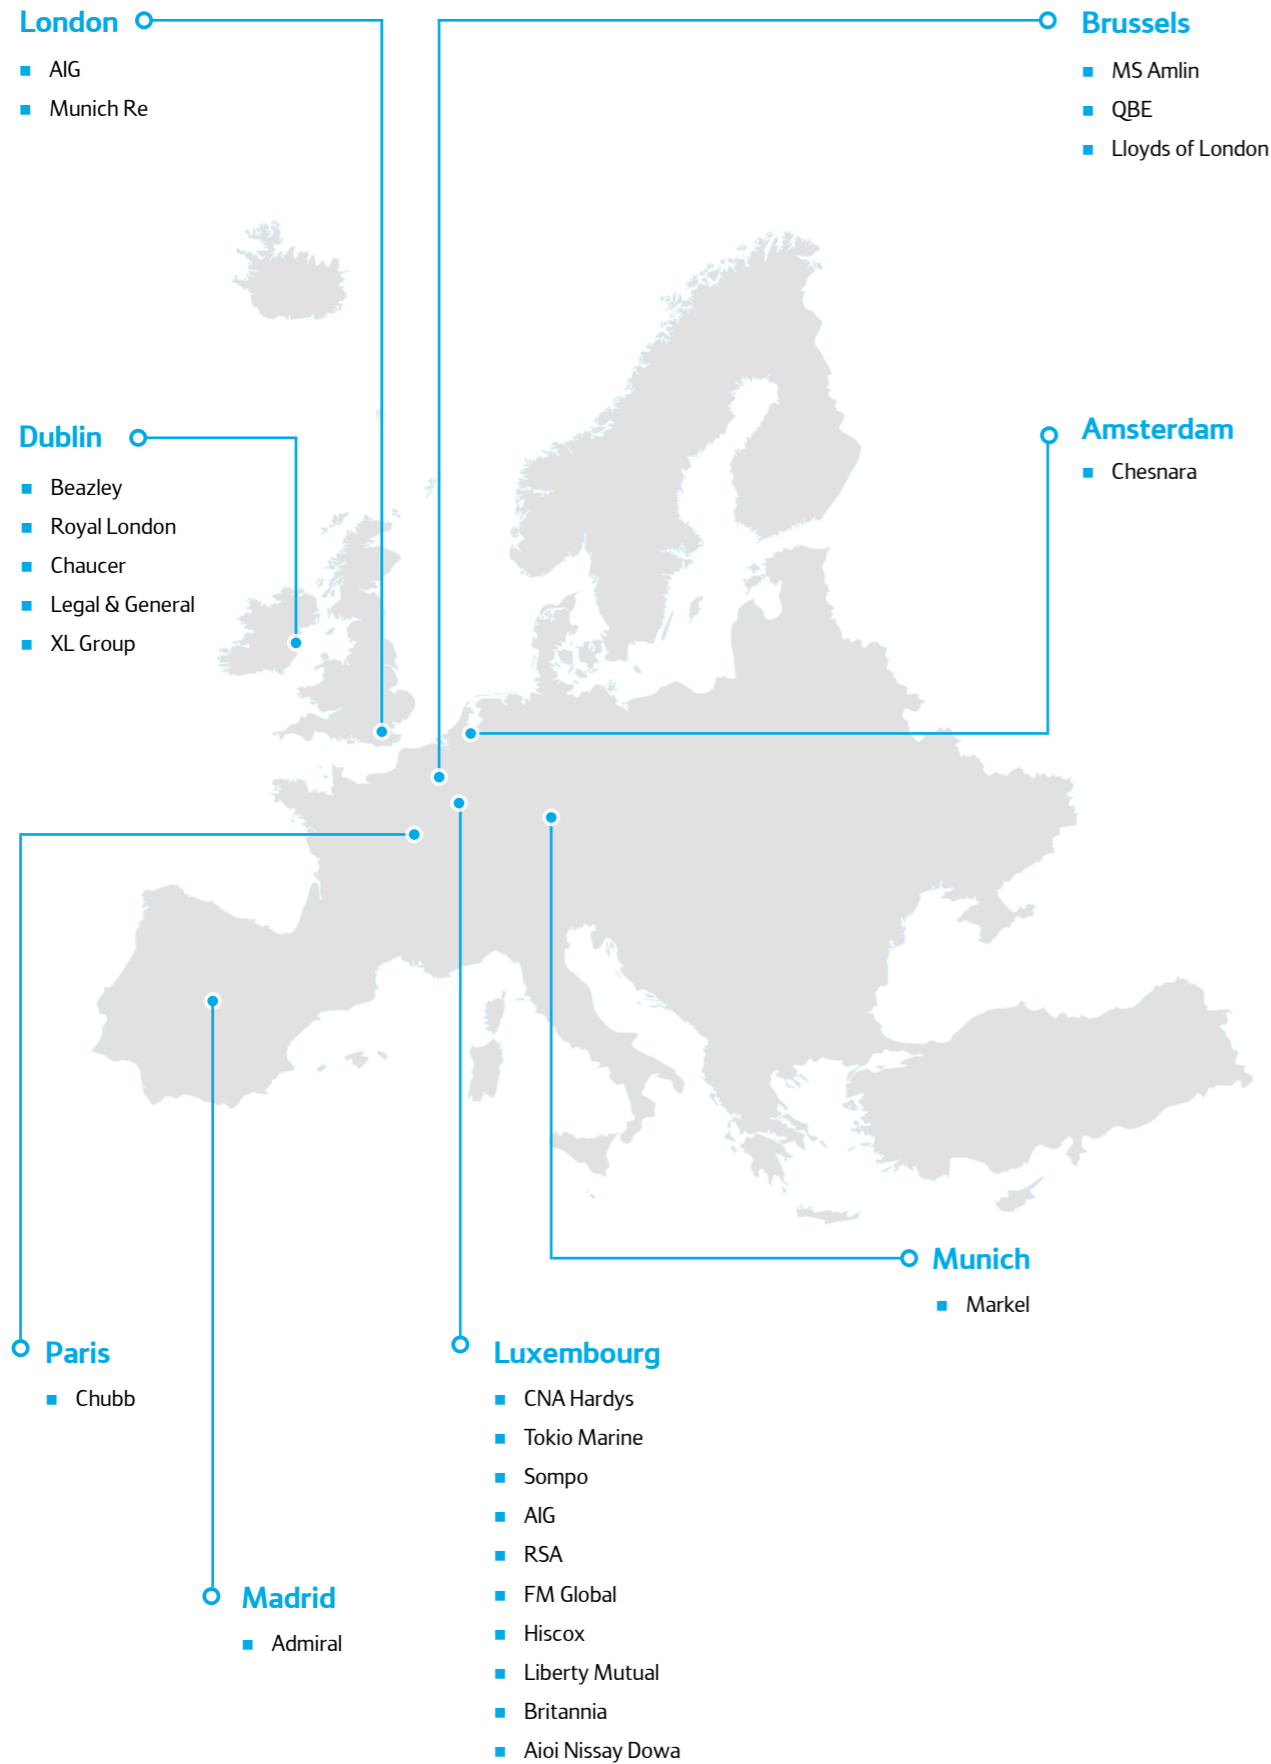 London
AIG
Munich Re
Brussels
MS Amlin
QBE
Lloyds of London
Dublin
Beazley
Royal London
Chaucer
Legal & General
XL Group
Amsterdam
Chesnara
Munich
Markel
Paris
Chubb
Luxembourg
CNA Hardys
Tokio Marine
Sompo
AIG
RSA
FM Global
Hiscox
Liberty Mutual
Britannia
Aioi Nissay Dowa
Madrid
Admiral